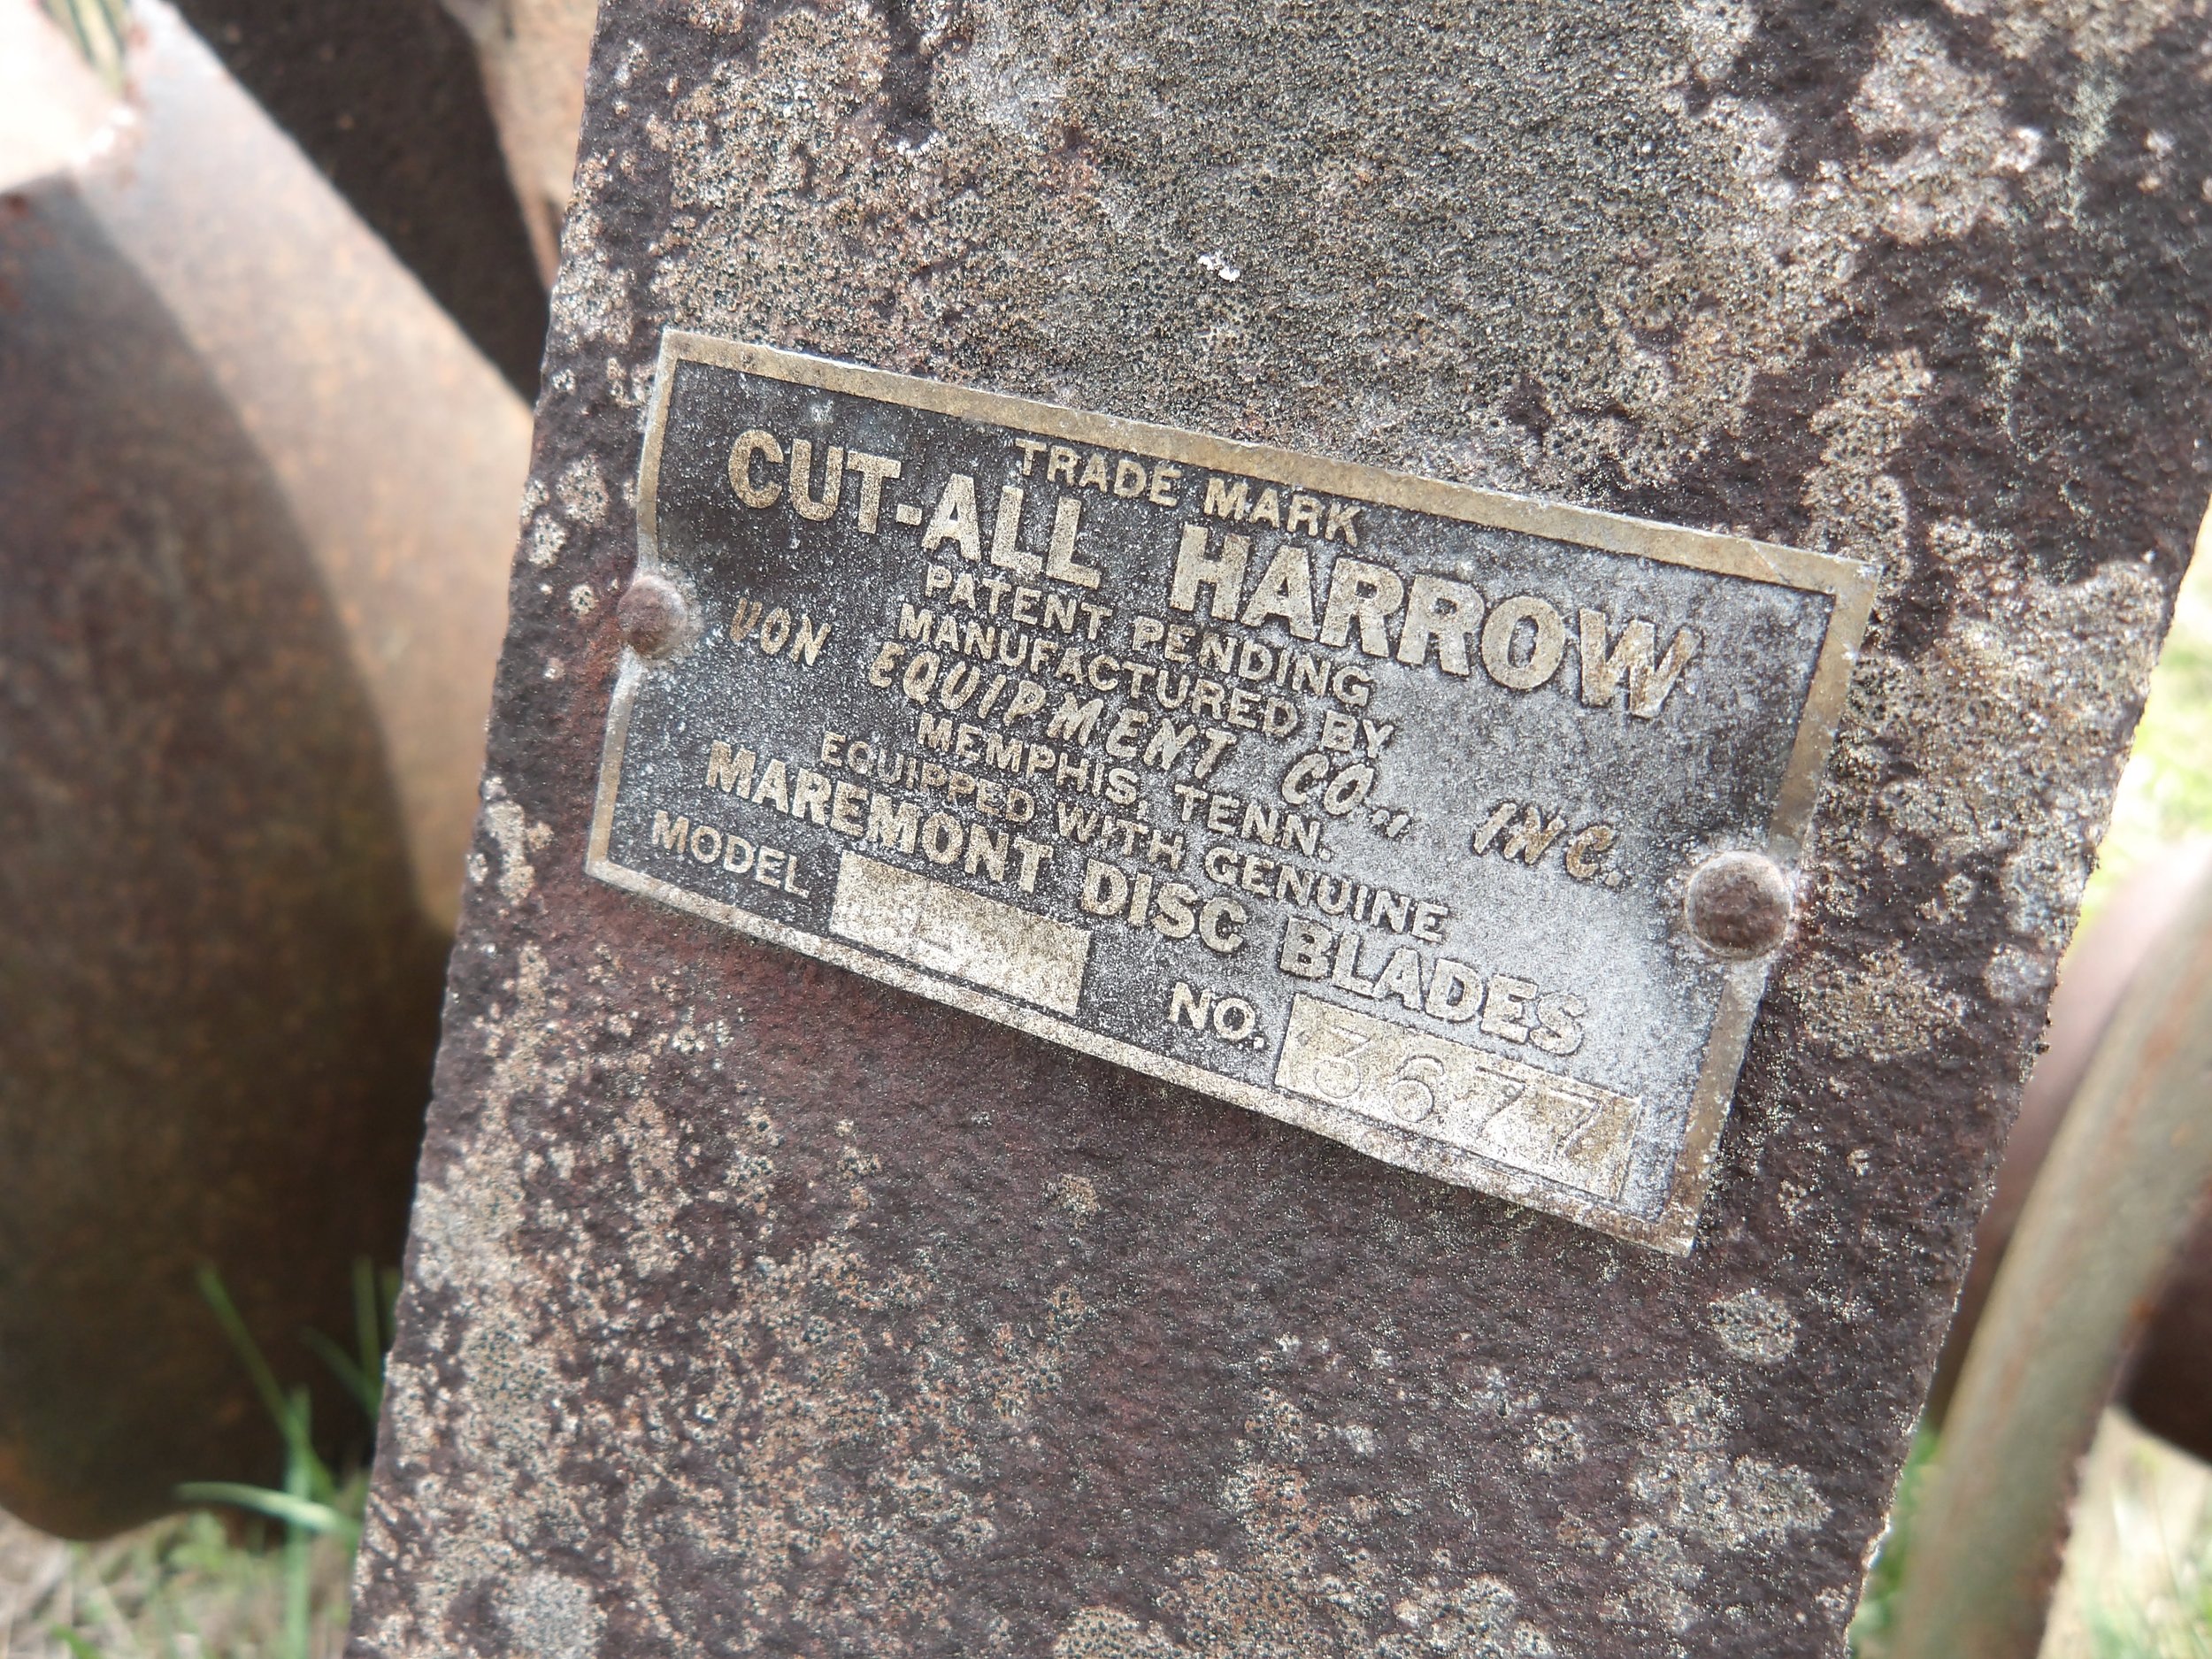 TRADE MARK
CUT-ALL HARROW
PATENT PENDING
MANUFACTURED BY
VON EQUIPMENT CO., INC.
MEMPHIS, TENN.
EQUIPPED WITH GENUINE
MAREMONT DISC BLADES
MODEL NO. 3677